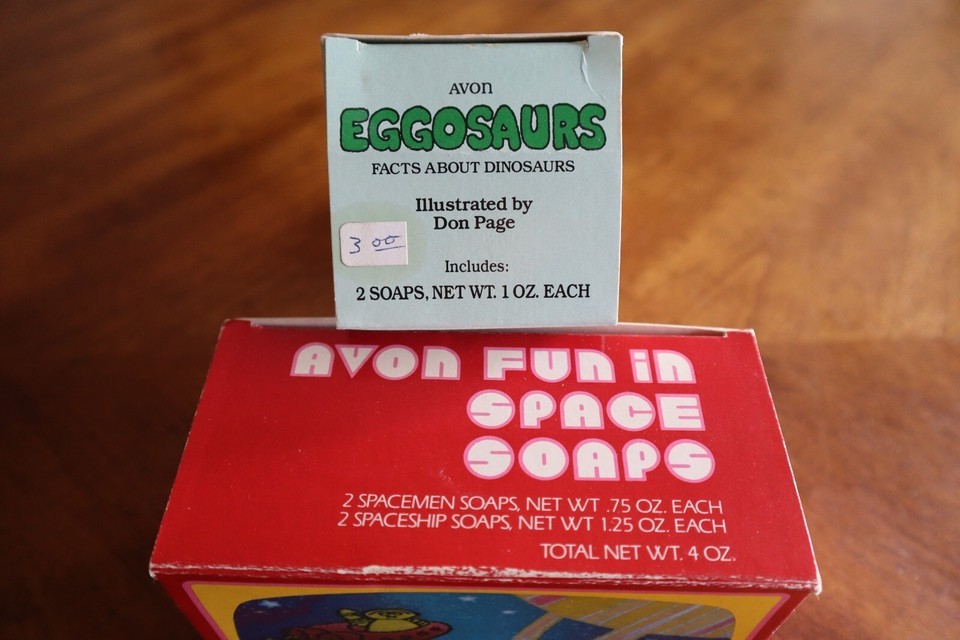 AVON
EGGOSAURS
FACTS ABOUT DINOSAURS
Illustrated by
Don Page
3 00
Includes:
2 SOAPS, NET WT. 1 OZ. EACH
AVON FUN IN
SPACE
SOAPS
2 SPACEMEN SOAPS, NET WT .75 OZ. EACH
2 SPACESHIP SOAPS, NET WT 1.25 OZ. EACH
TOTAL NET WT. 4 OZ.